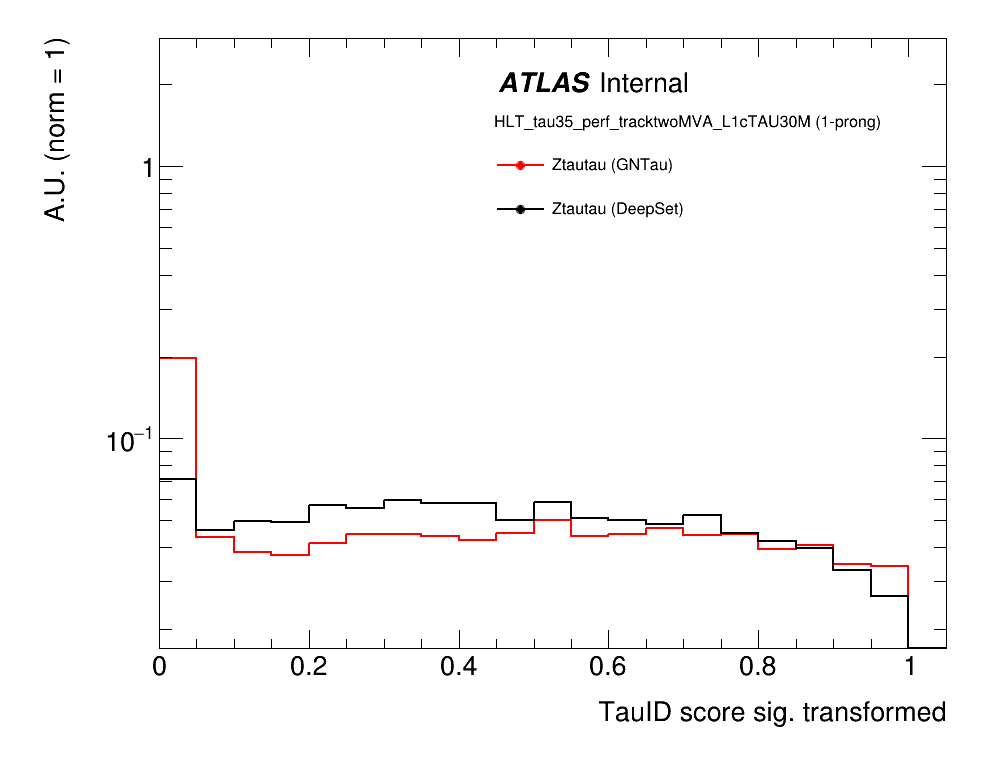 A.U. (norm = 1)
ATLAS Internal
HLT_tau35_perf_tracktwoMVA_L1cTAU30M (1-prong)
Ztautau (GNTau)
Ztautau (DeepSet)
1
10⁻¹
0 0.2 0.4 0.6 0.8 1
TauID score sig. transformed